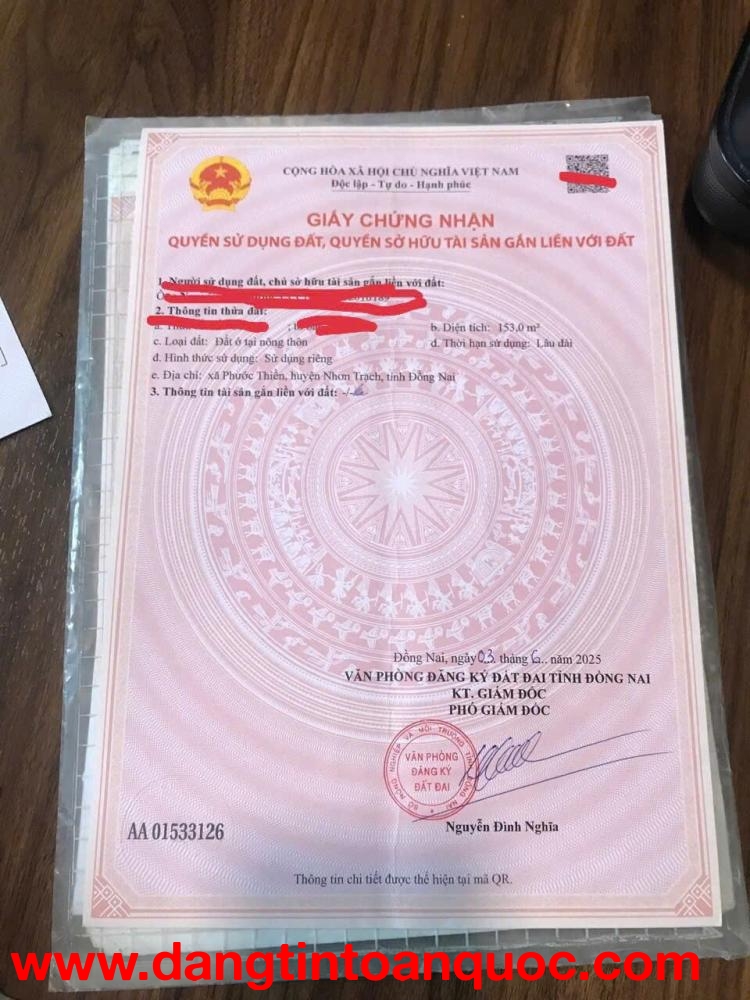 CỘNG HÒA XÃ HỘI CHỦ NGHĨA VIỆT NAM
Độc lập - Tự do - Hạnh phúc
GIẤY CHỨNG NHẬN
QUYỀN SỬ DỤNG ĐẤT, QUYỀN SỞ HỮU TÀI SẢN GẮN LIỀN VỚI ĐẤT
1. Người sử dụng đất, chủ sở hữu tài sản gắn liền với đất:
2. Thông tin thửa đất:
b. Diện tích: 153,0 m²
c. Loại đất: Đất ở tại nông thôn
d. Thời hạn sử dụng: Lâu dài
đ. Hình thức sử dụng: Sử dụng riêng
e. Địa chỉ: xã Phước Thiền, huyện Nhơn Trạch, tỉnh Đồng Nai
3. Thông tin tài sản gắn liền với đất: -/-
Đồng Nai, ngày 03 tháng 6.. năm 2025
VĂN PHÒNG ĐĂNG KÝ ĐẤT ĐAI TỈNH ĐỒNG NAI
KT. GIÁM ĐỐC
PHÓ GIÁM ĐỐC
VĂN PHÒNG
ĐĂNG KÝ
ĐẤT ĐAI
Nguyễn Đình Nghĩa
AA 01533126
Thông tin chi tiết được thể hiện tại mã QR.
www.dangtintoanquoc.com